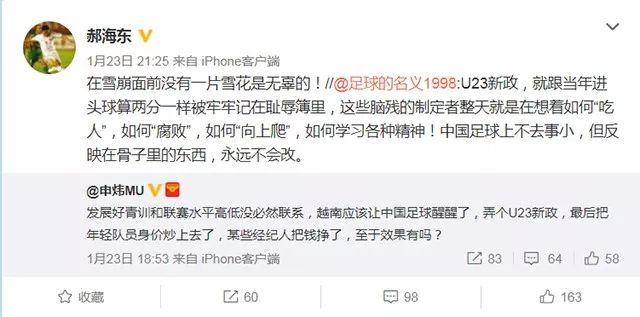 郝海东
1月23日 21:25 来自 iPhone客户端
在雪崩面前没有一片雪花是无辜的！//@足球的名义1998:U23新政，就跟当年进
头球算两分一样被牢牢记在耻辱簿里，这些脑残的制定者整天就是在想着如何“吃
人”，如何“腐败”，如何“向上爬”，如何学习各种精神！中国足球上不去事小，但反
映在骨子里的东西，永远不会改。
@申炜MU
发展好青训和联赛水平高低没必然联系，越南应该让中国足球醒醒了，弄个U23新政，最后把
年轻队员身价炒上去了，某些经纪人把钱挣了，至于效果有吗？
1月23日 18:53 来自 iPhone客户端 83 64 58
收藏 60 98 163